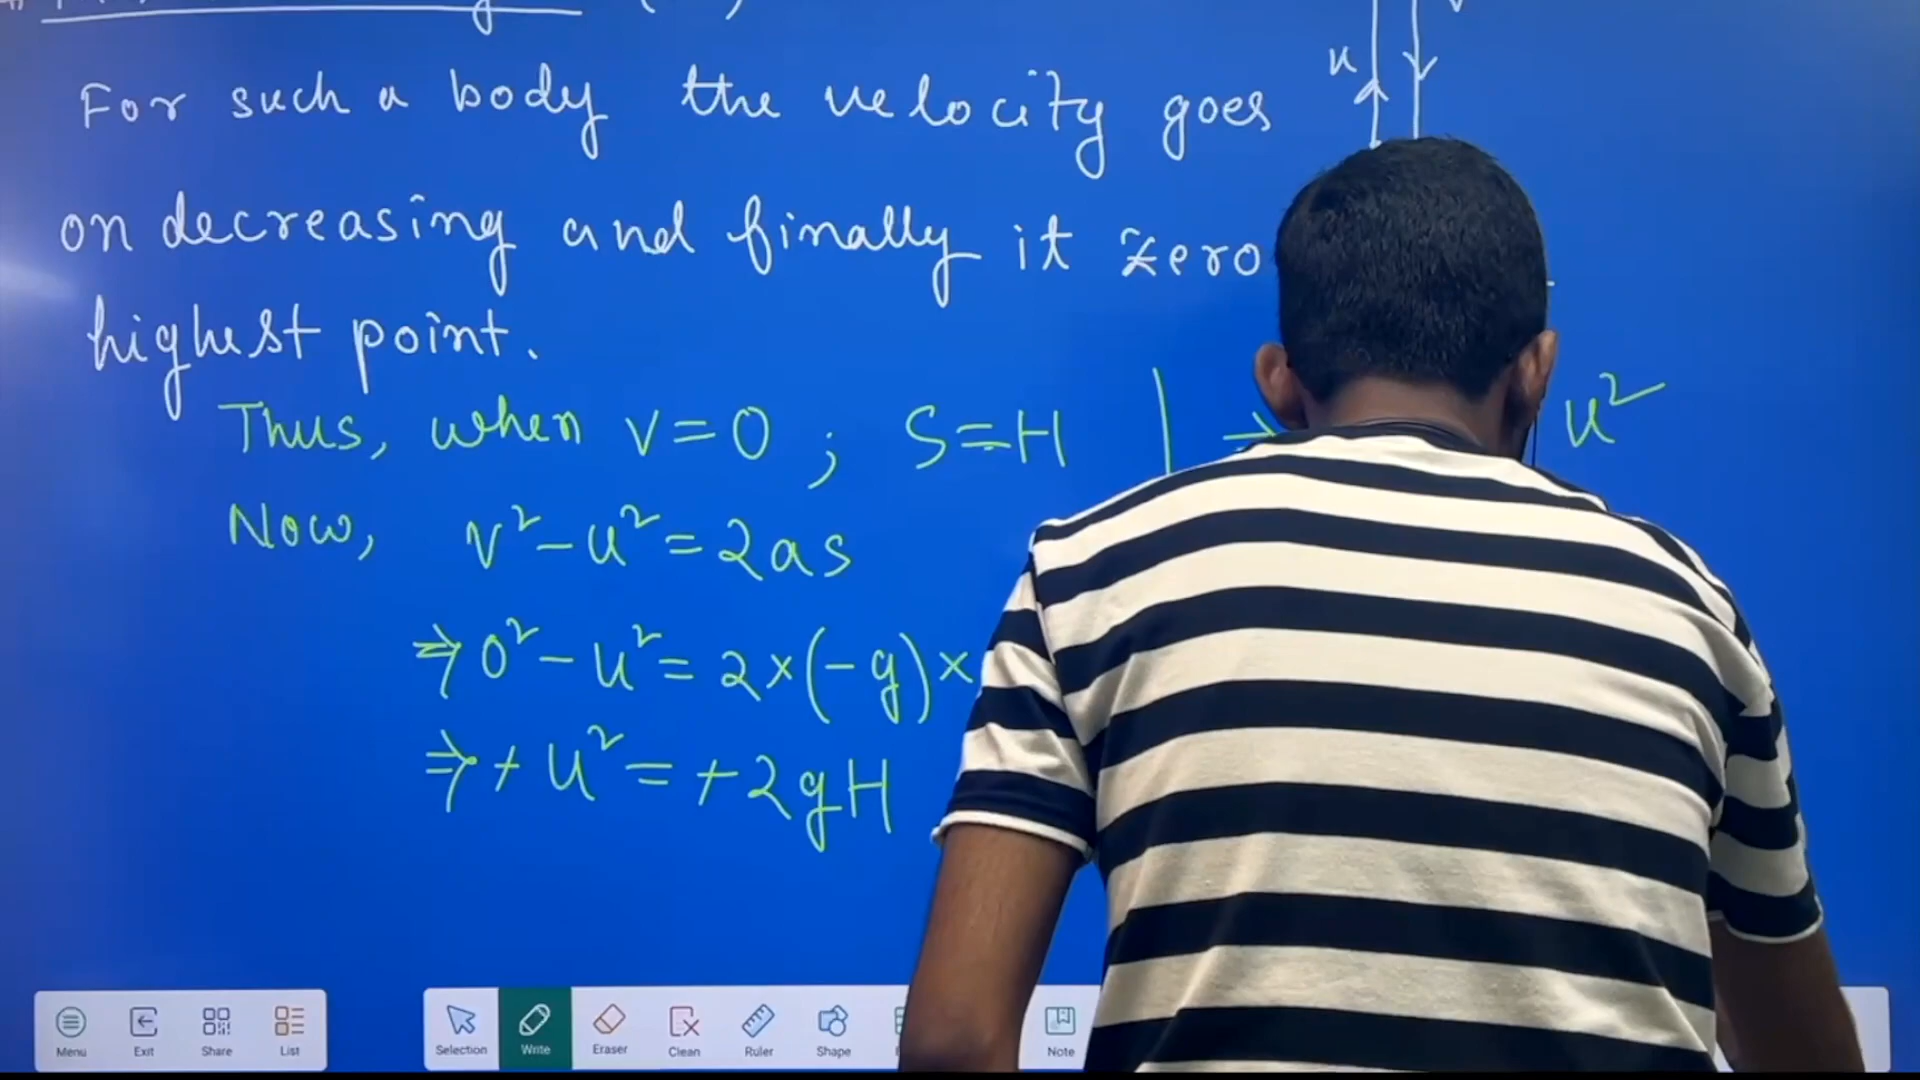 u
For such a body the velocity goes
on decreasing and finally it zero
highest point.
Thus, when v=0 ; S=H | → u²
Now, v²-u²=2as
⇒ 0²-u²=2×(-g)×
⇒ +u²=+2gH
Menu Exit Share List Selection Write Eraser Clean Ruler Shape Note